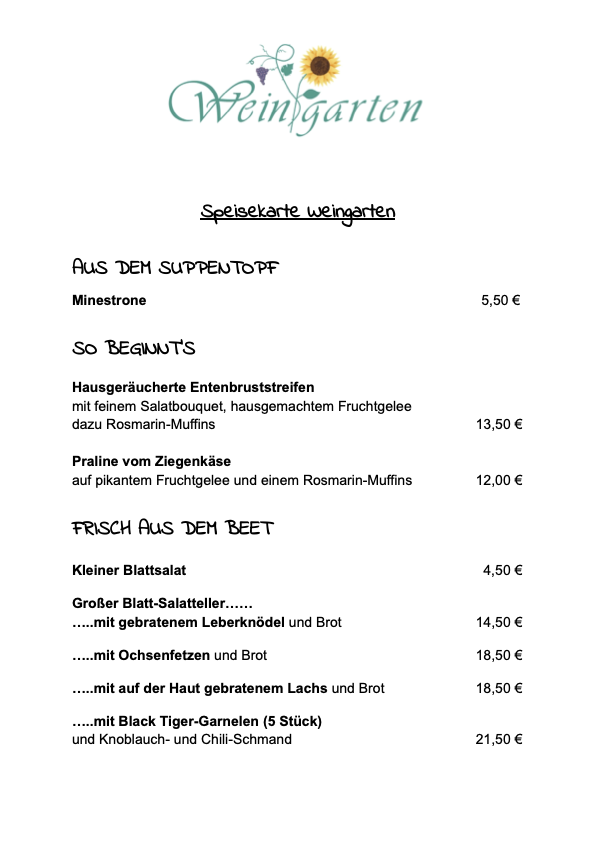 Weingarten
Speisekarte Weingarten
AUS DEM SUPPENTOPF
Minestrone 5,50 €
SO BEGINNT'S
Hausgeräucherte Entenbruststreifen
mit feinem Salatbouquet, hausgemachtem Fruchtgelee
dazu Rosmarin-Muffins 13,50 €
Praline vom Ziegenkäse
auf pikantem Fruchtgelee und einem Rosmarin-Muffins 12,00 €
FRISCH AUS DEM BEET
Kleiner Blattsalat 4,50 €
Großer Blatt-Salatteller……
…..mit gebratenem Leberknödel und Brot 14,50 €
…..mit Ochsenfetzen und Brot 18,50 €
…..mit auf der Haut gebratenem Lachs und Brot 18,50 €
…..mit Black Tiger-Garnelen (5 Stück)
und Knoblauch- und Chili-Schmand 21,50 €